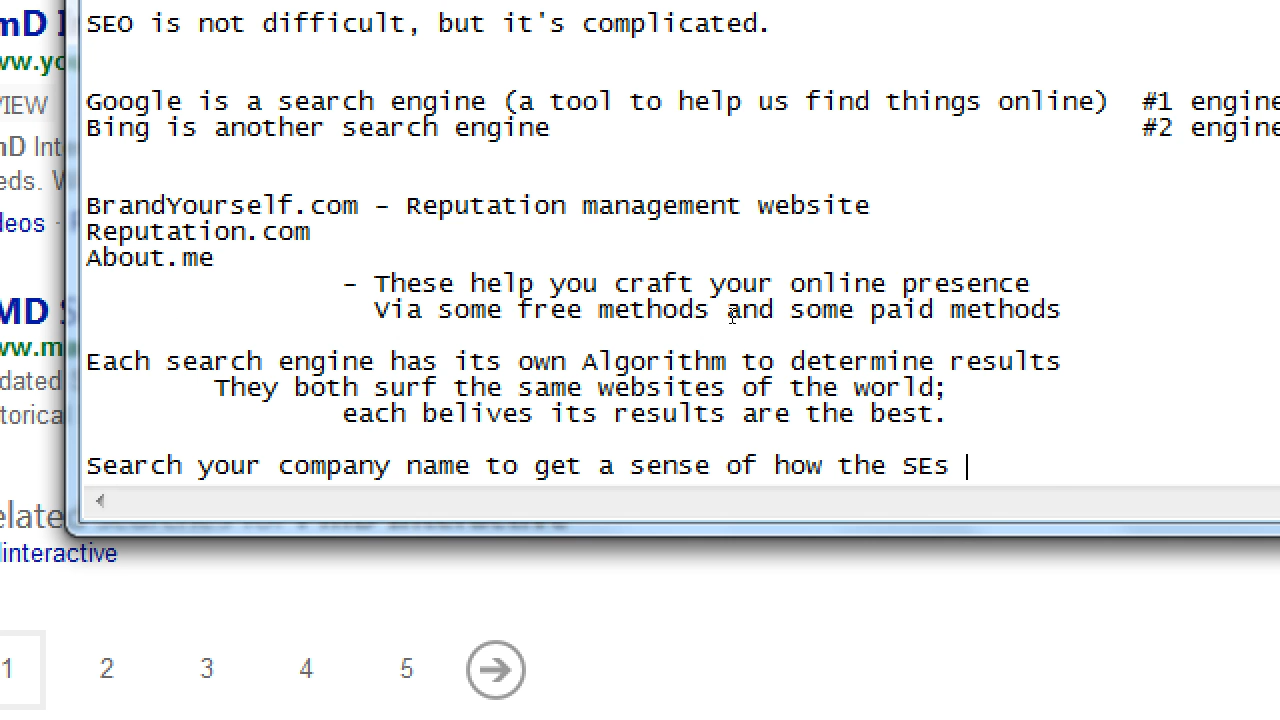 SEO is not difficult, but it's complicated.
Google is a search engine (a tool to help us find things online) #1 engine
Bing is another search engine #2 engine
BrandYourself.com – Reputation management website
Reputation.com
About.me
– These help you craft your online presence
Via some free methods and some paid methods
Each search engine has its own Algorithm to determine results
They both surf the same websites of the world;
each belives its results are the best.
Search your company name to get a sense of how the SEs
interactive
1 2 3 4 5